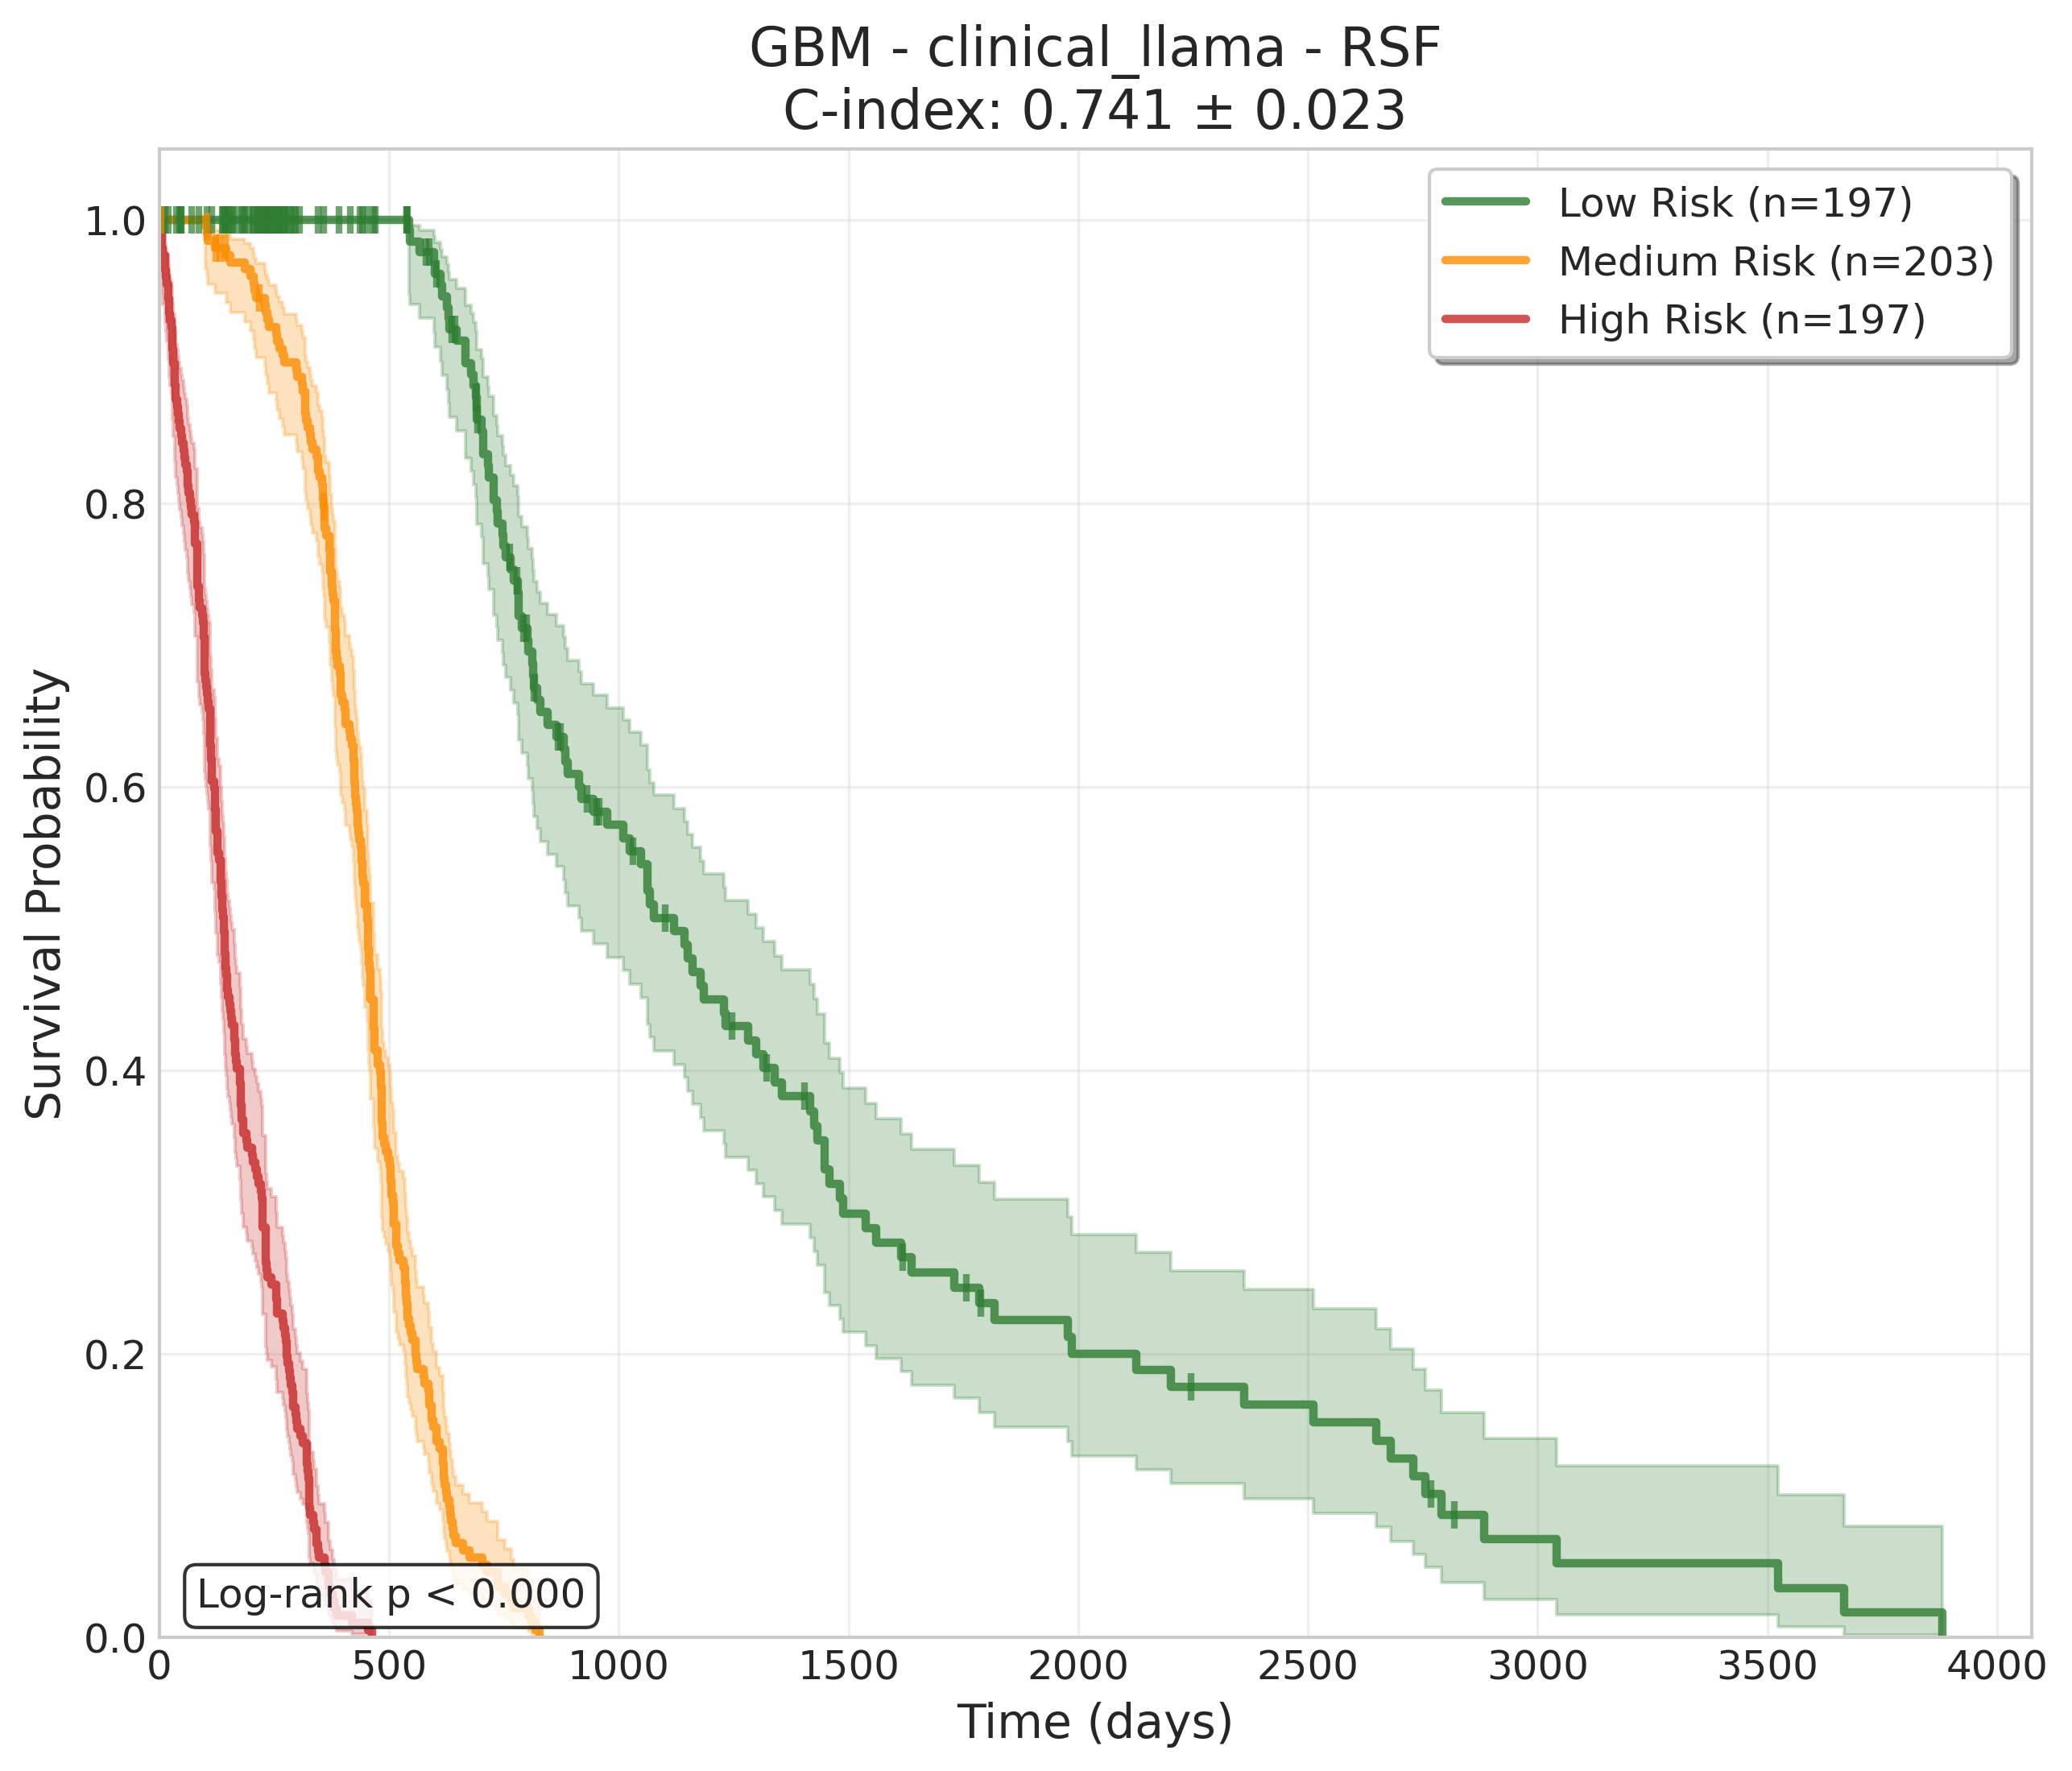 GBM - clinical_llama - RSF
C-index: 0.741 ± 0.023
Low Risk (n=197)
Medium Risk (n=203)
High Risk (n=197)
Survival Probability
1.0
0.8
0.6
0.4
0.2
0.0
Log-rank p < 0.000
0 500 1000 1500 2000 2500 3000 3500 4000
Time (days)